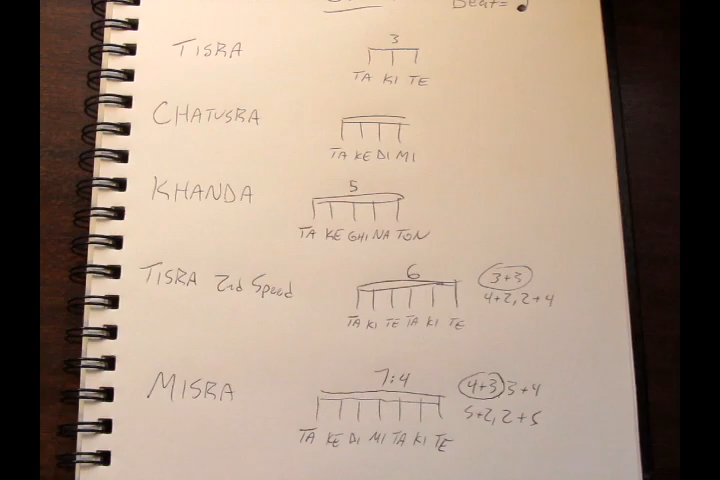 Beat=
TISRA 3
TA KI TE
CHATUSRA
TA KE DI MI
KHANDA 5
TA KE GHI NA TON
TISRA 2nd Speed 6 3+3
4+2, 2+4
TA KI TE TA KI TE
MISRA 7:4 4+3, 3+4
5+2, 2+5
TA KE DI MI TA KI TE